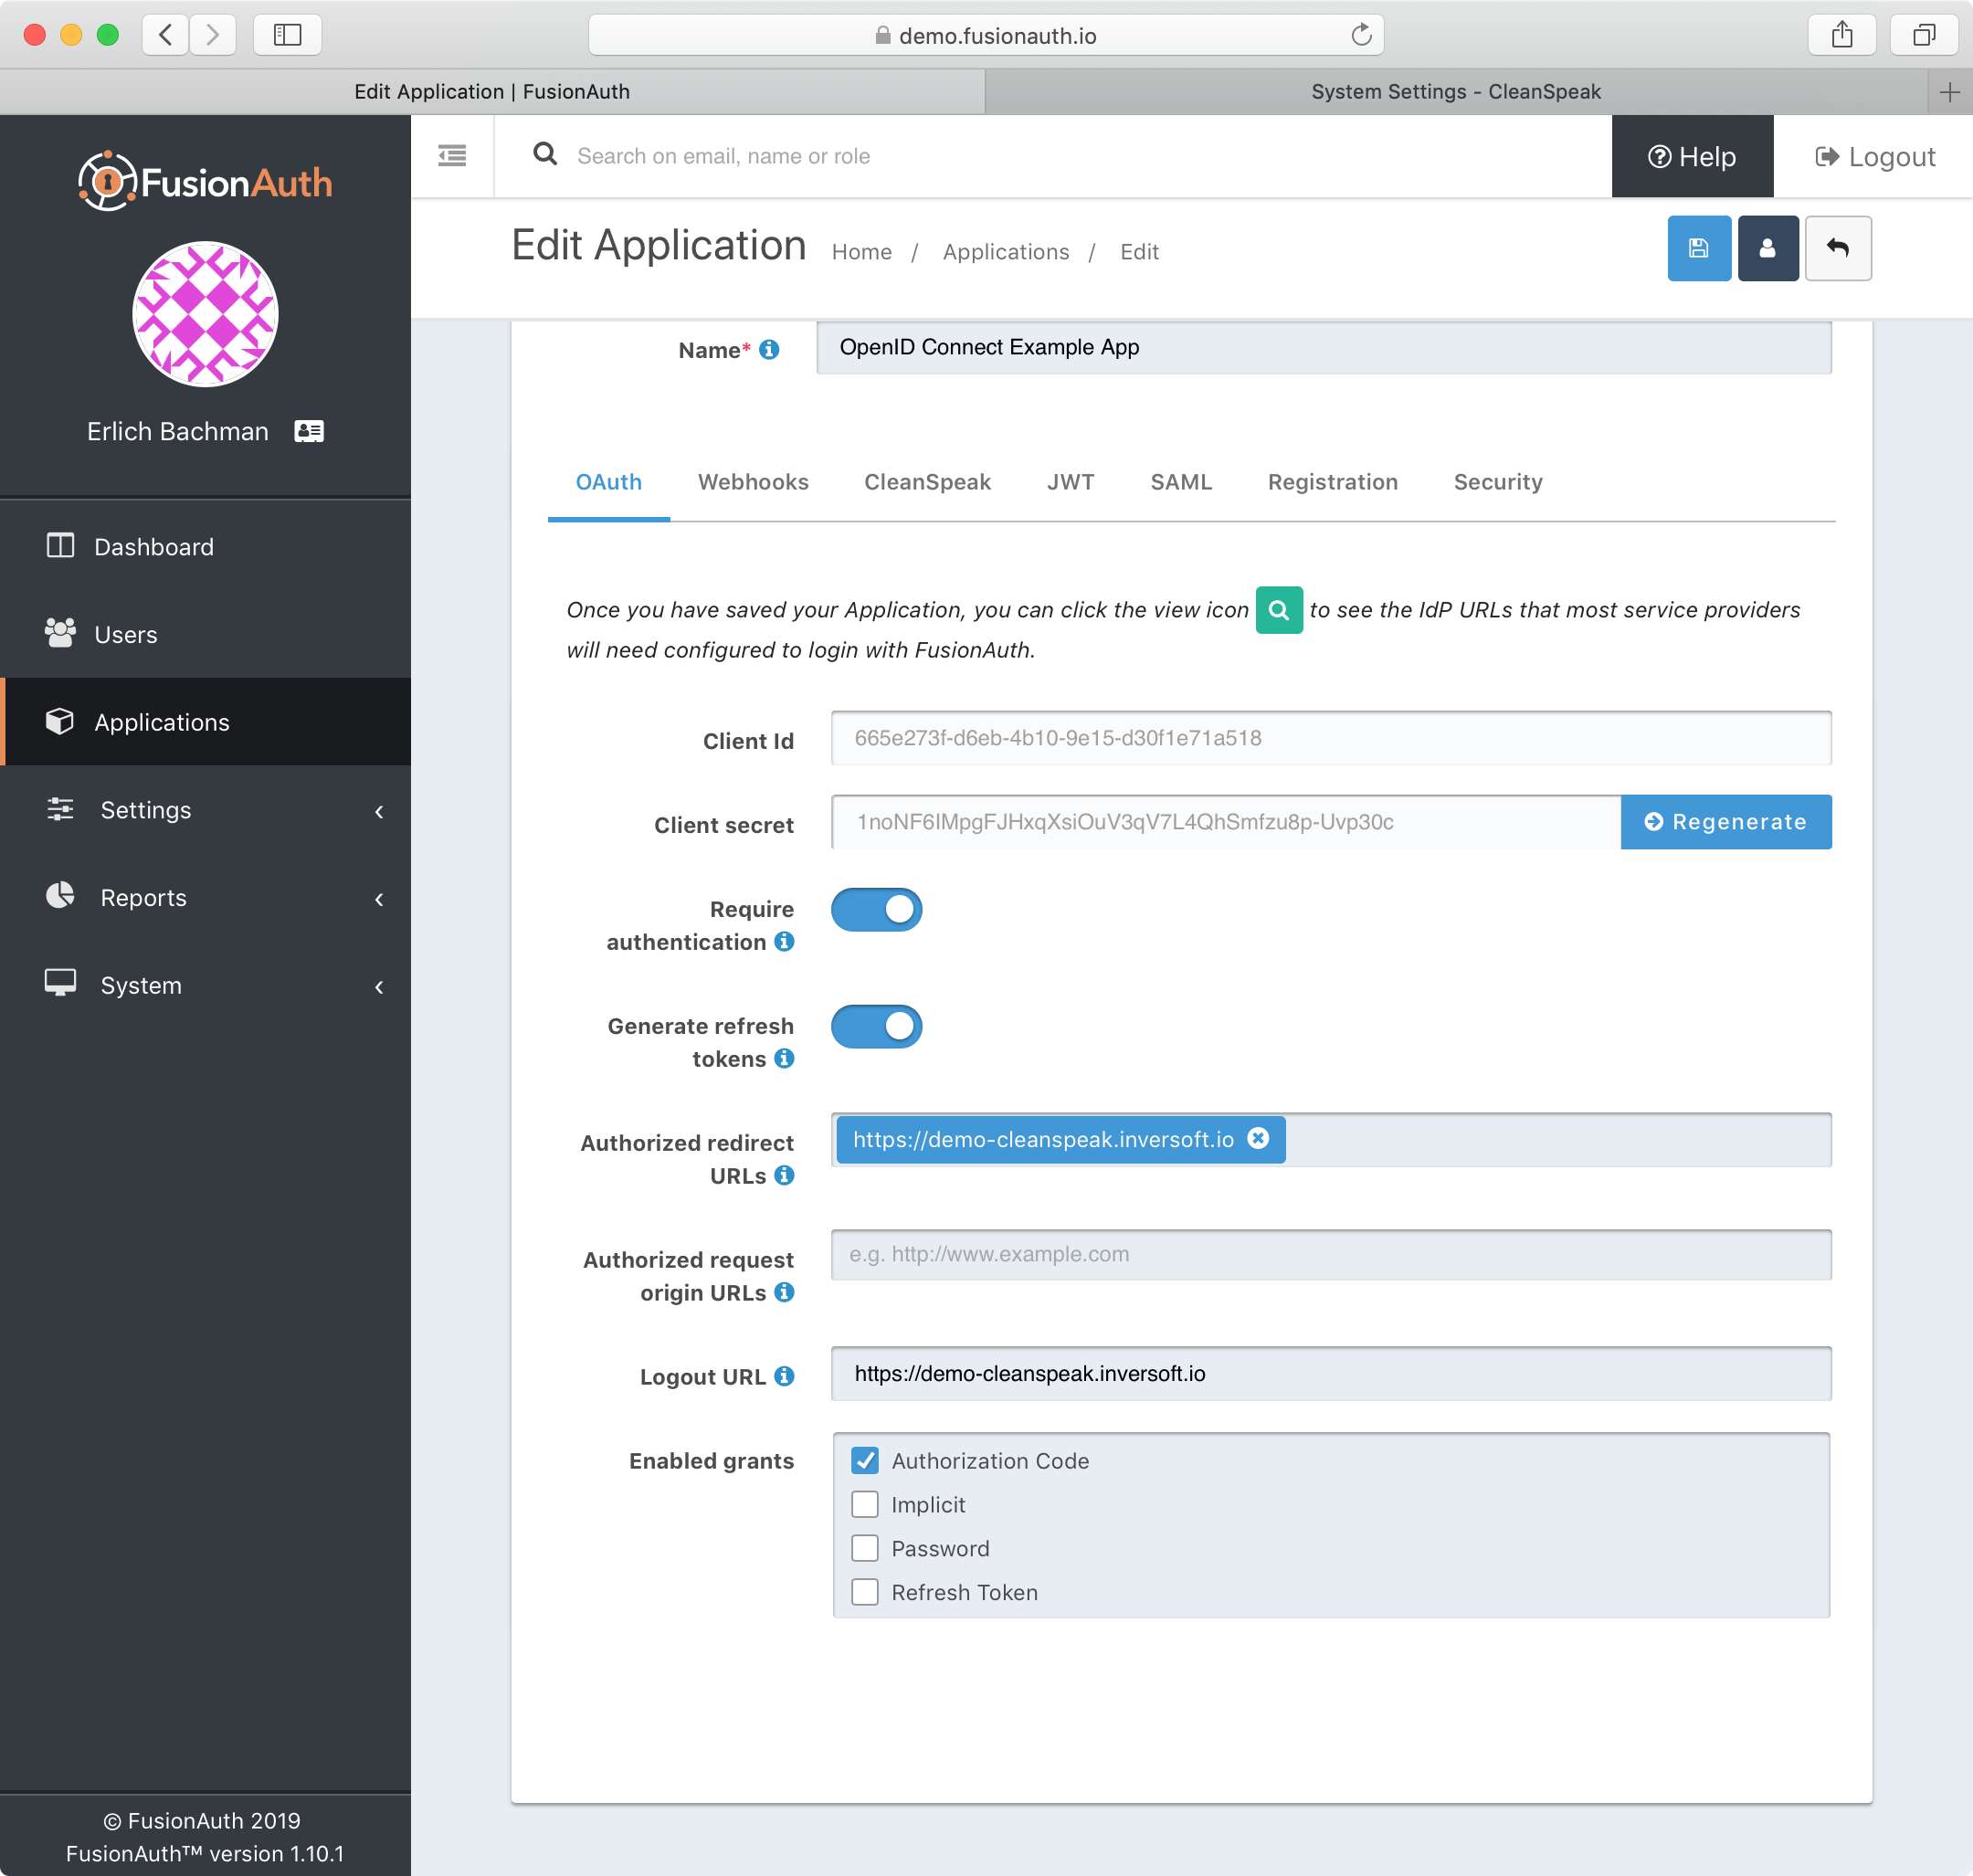 demo.fusionauth.io
Edit Application | FusionAuth
System Settings - CleanSpeak
FusionAuth
Search on email, name or role
Help
Logout
Edit Application
Home / Applications / Edit
Erlich Bachman
Dashboard
Users
Applications
Settings
Reports
System
© FusionAuth 2019
FusionAuth™ version 1.10.1
Name* OpenID Connect Example App
OAuth Webhooks CleanSpeak JWT SAML Registration Security
Once you have saved your Application, you can click the view icon to see the IdP URLs that most service providers
will need configured to login with FusionAuth.
Client Id 665e273f-d6eb-4b10-9e15-d30f1e71a518
Client secret 1noNF6IMpgFJHxqXsiOuV3qV7L4QhSmfzu8p-Uvp30c Regenerate
Require
authentication
Generate refresh
tokens
Authorized redirect
URLs
https://demo-cleanspeak.inversoft.io
Authorized request
origin URLs
e.g. http://www.example.com
Logout URL https://demo-cleanspeak.inversoft.io
Enabled grants
Authorization Code
Implicit
Password
Refresh Token